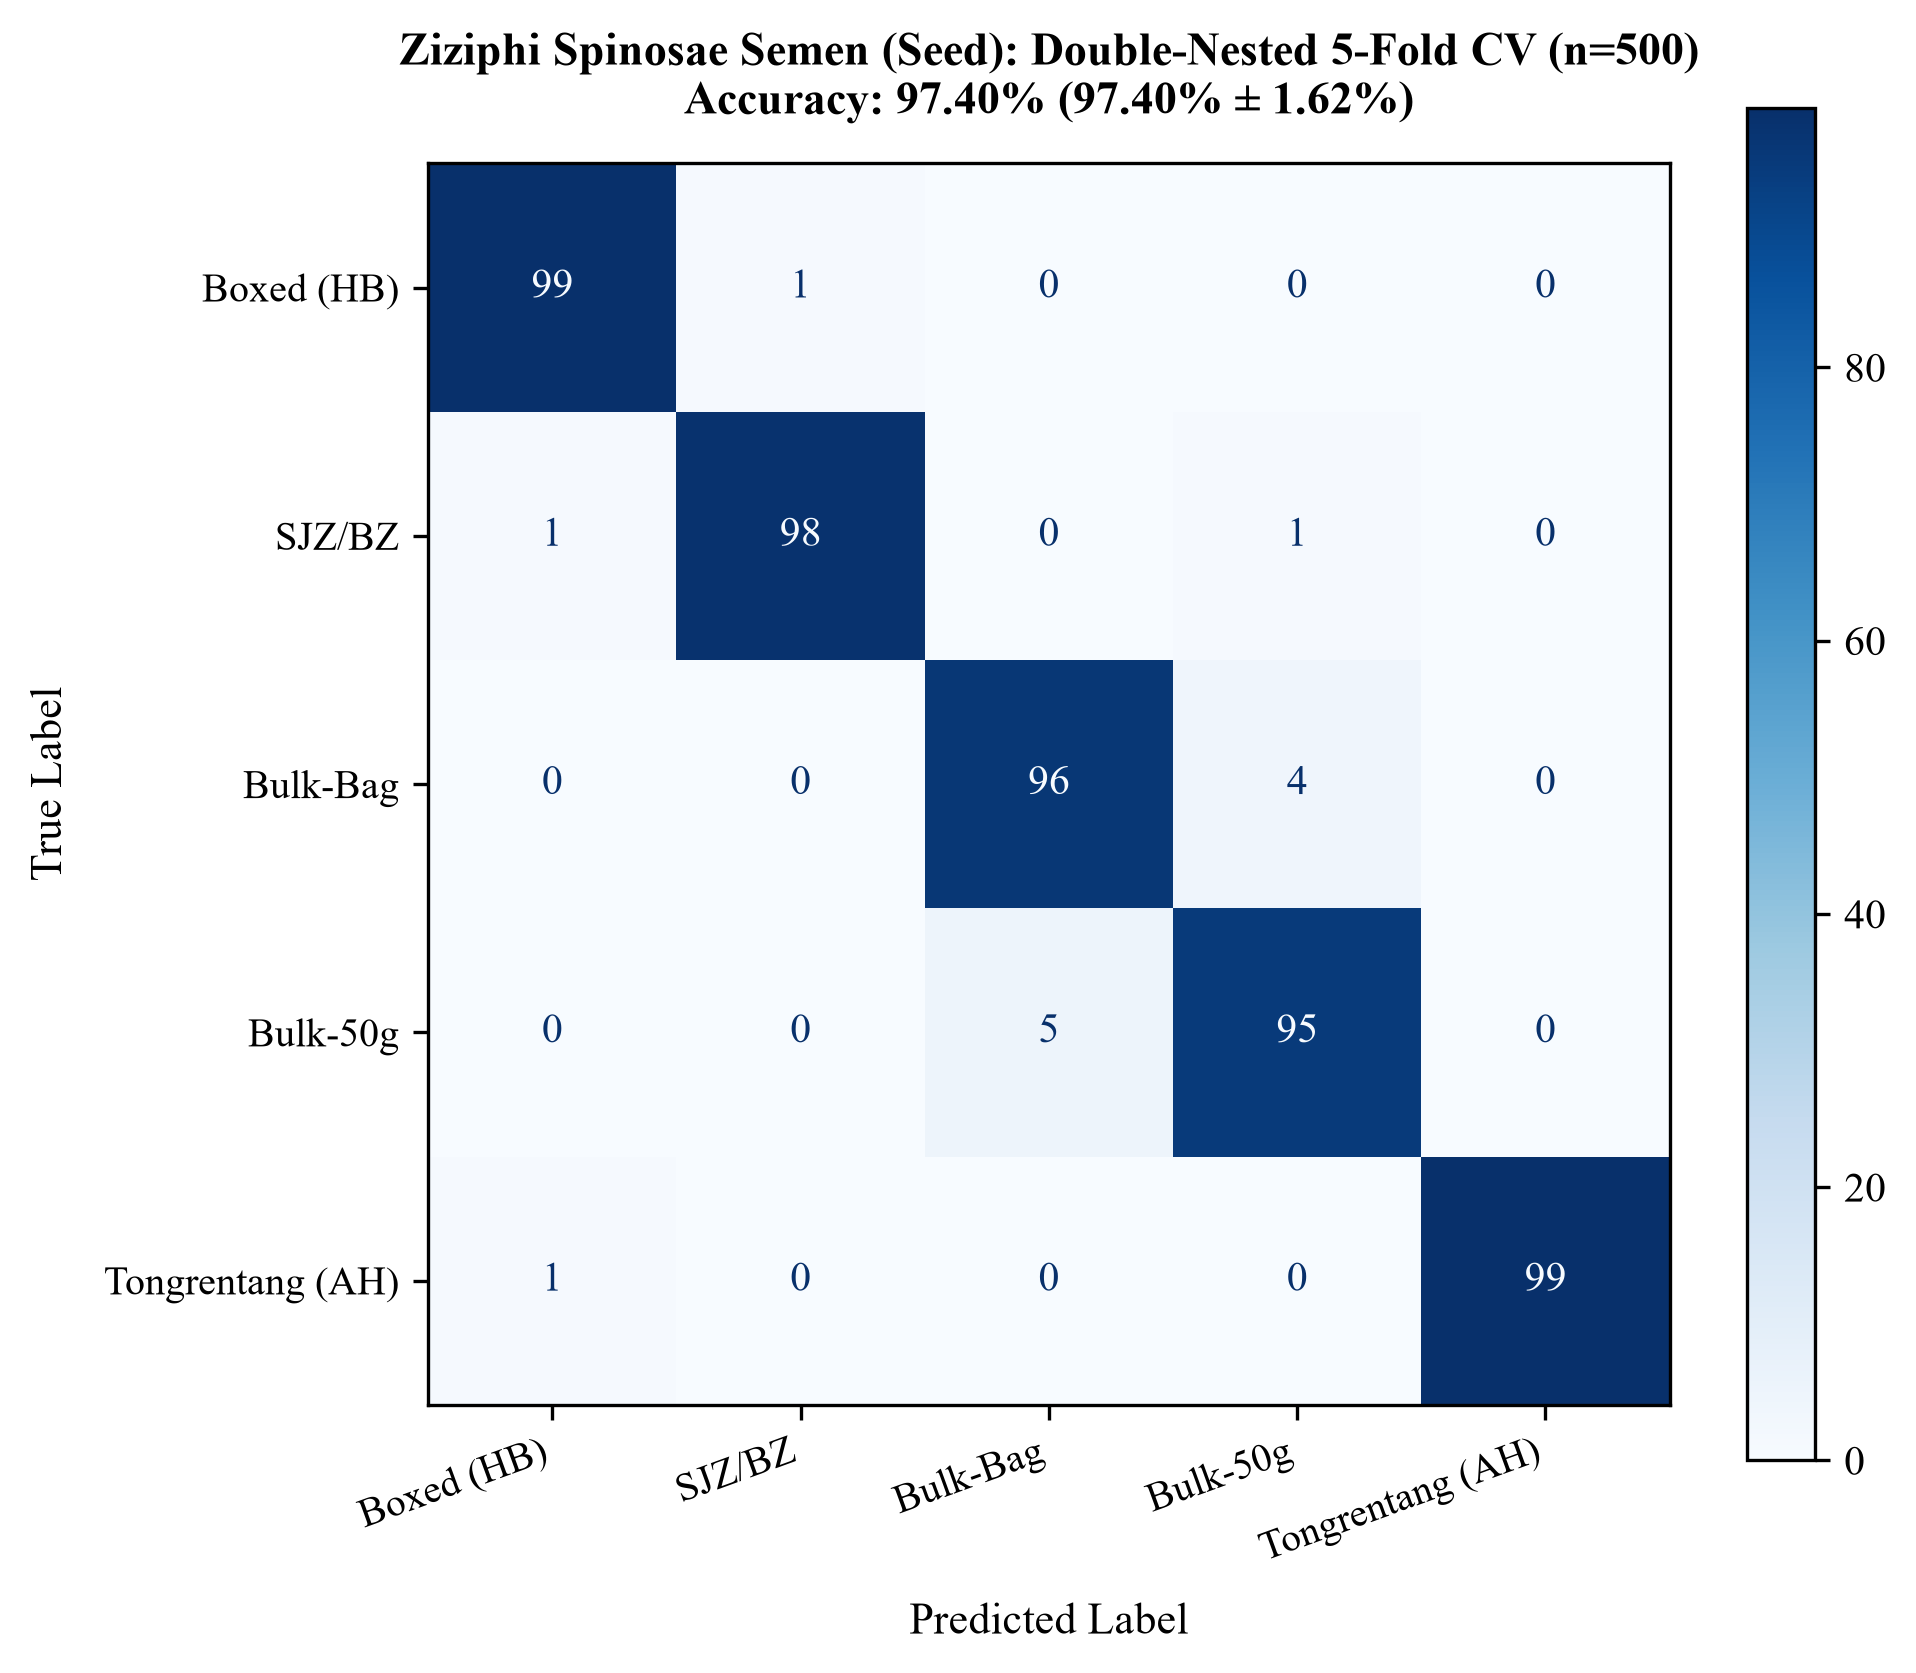 Ziziphi Spinosae Semen (Seed): Double-Nested 5-Fold CV (n=500)
Accuracy: 97.40% (97.40% ± 1.62%)
True Label
Boxed (HB) 99 1 0 0 0
SJZ/BZ 1 98 0 1 0
Bulk-Bag 0 0 96 4 0
Bulk-50g 0 0 5 95 0
Tongrentang (AH) 1 0 0 0 99
Boxed (HB) SJZ/BZ Bulk-Bag Bulk-50g Tongrentang (AH)
Predicted Label
80
60
40
20
0